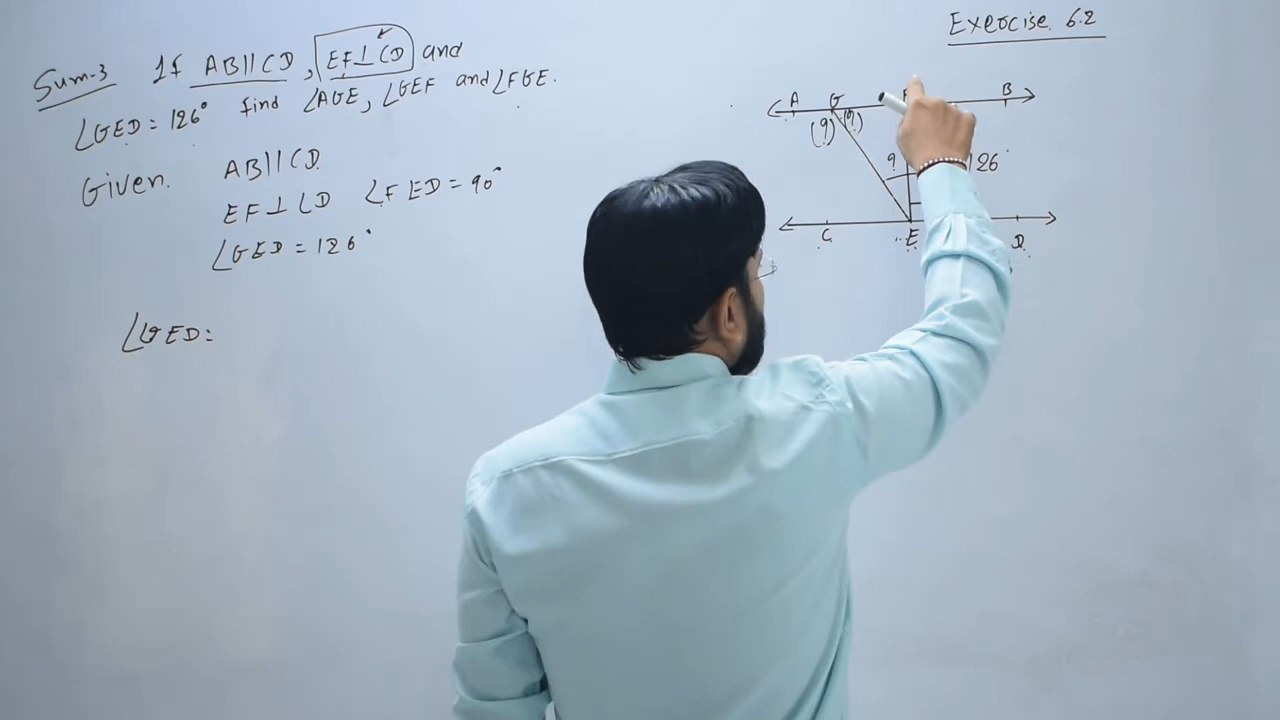 Exercise 6.2
Sum-3 If AB||CD, EF⊥CD and
∠GED = 126° find ∠AGE, ∠GEF and ∠FGE.
Given. AB||CD.
EF⊥CD ∠FED = 90°
∠GED = 126°
∠GED:
A G F B
(?) (?)
? 126°
C E D